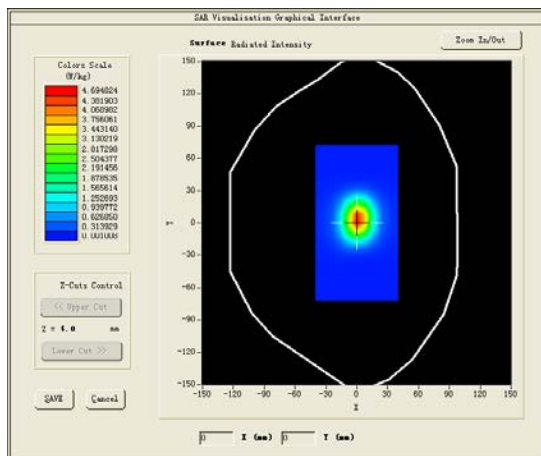 SAR Visualisation Graphical Interface
Surface Radiated Intensity
Zoom In/Out
Colors Scale
(W/kg)
4.694824
4.381903
4.068982
3.756061
3.443140
3.130219
2.817298
2.504377
2.191456
1.878535
1.565614
1.252693
0.939772
0.626850
0.313929
0.001008
150
120
90
60
30
0
-30
-60
-90
-120
-150
Y
-150 -120 -90 -60 -30 0 30 60 90 120 150
X
Z-Cuts Control
<< Upper Cut
Z = 4.0 mm
Lower Cut >>
SAVE Cancel
0 X (mm) 0 Y (mm)